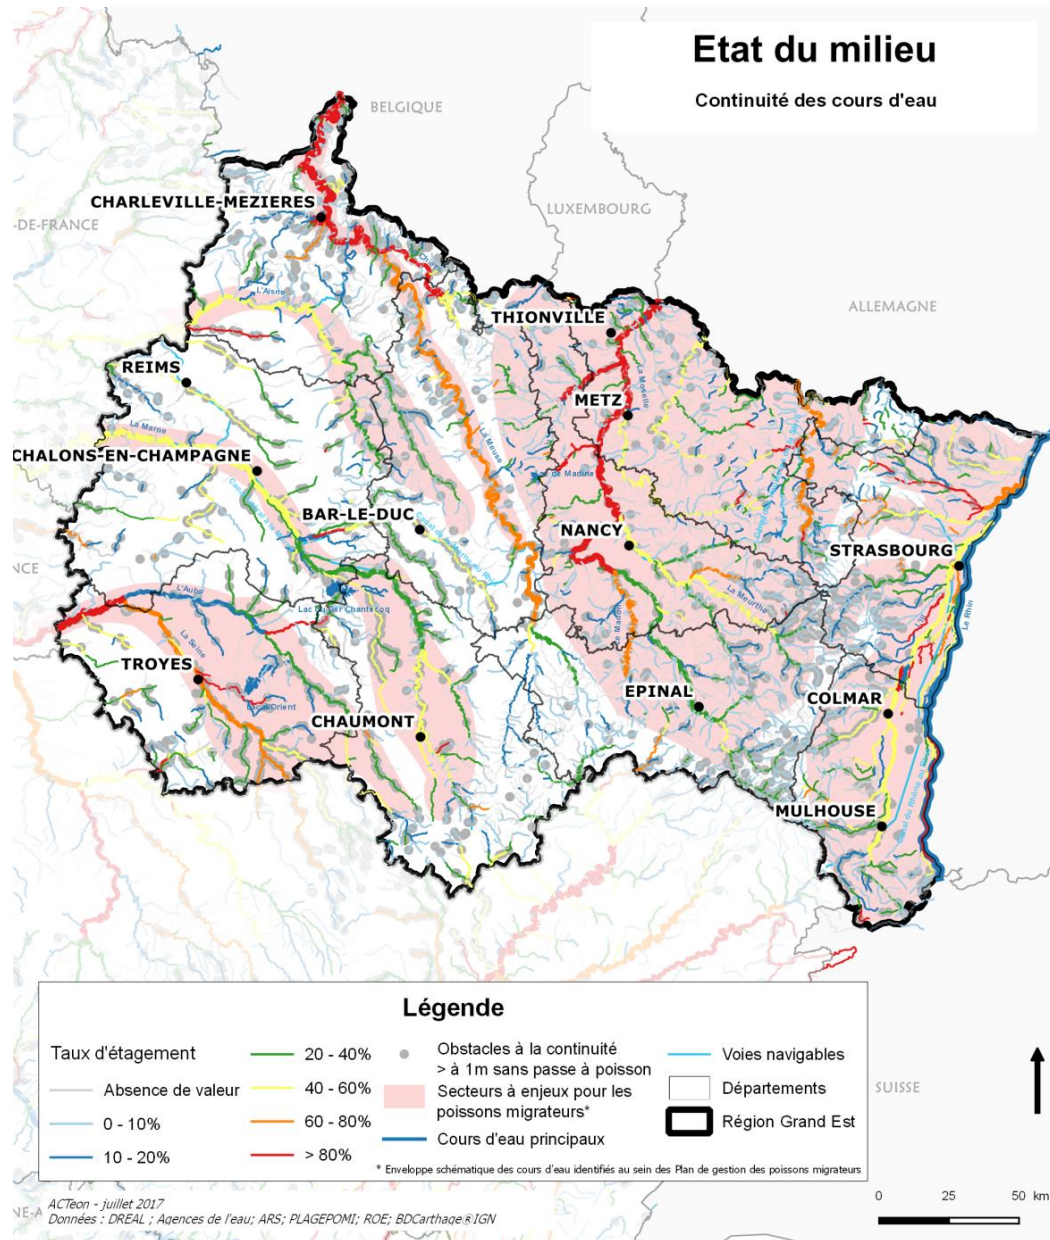 Etat du milieu
Continuité des cours d'eau
BELGIQUE
CHARLEVILLE-MEZIERES
LUXEMBOURG
-DE-FRANCE
L'Aisne
ALLEMAGNE
THIONVILLE
REIMS
La Moselle
METZ
La Marne
La Meuse
CHALONS-EN-CHAMPAGNE
de Madine
BAR-LE-DUC
NANCY
STRASBOURG
NCE
L'Aube
La Meurthe
Le Rhin
La Seine
Le Madon
TROYES
EPINAL
COLMAR
CHAUMONT
MULHOUSE
Légende
Taux d'étagement
Absence de valeur
0 - 10%
10 - 20%
20 - 40%
40 - 60%
60 - 80%
> 80%
Obstacles à la continuité
> à 1m sans passe à poisson
Secteurs à enjeux pour les
poissons migrateurs*
Cours d'eau principaux
Voies navigables
Départements
Région Grand Est
* Enveloppe schématique des cours d'eau identifiés au sein des Plan de gestion des poissons migrateurs
SUISSE
NE-A
ACTeon - juillet 2017
Données : DREAL ; Agences de l'eau; ARS; PLAGEPOMI; ROE; BDCarthage®IGN
0 25 50 km